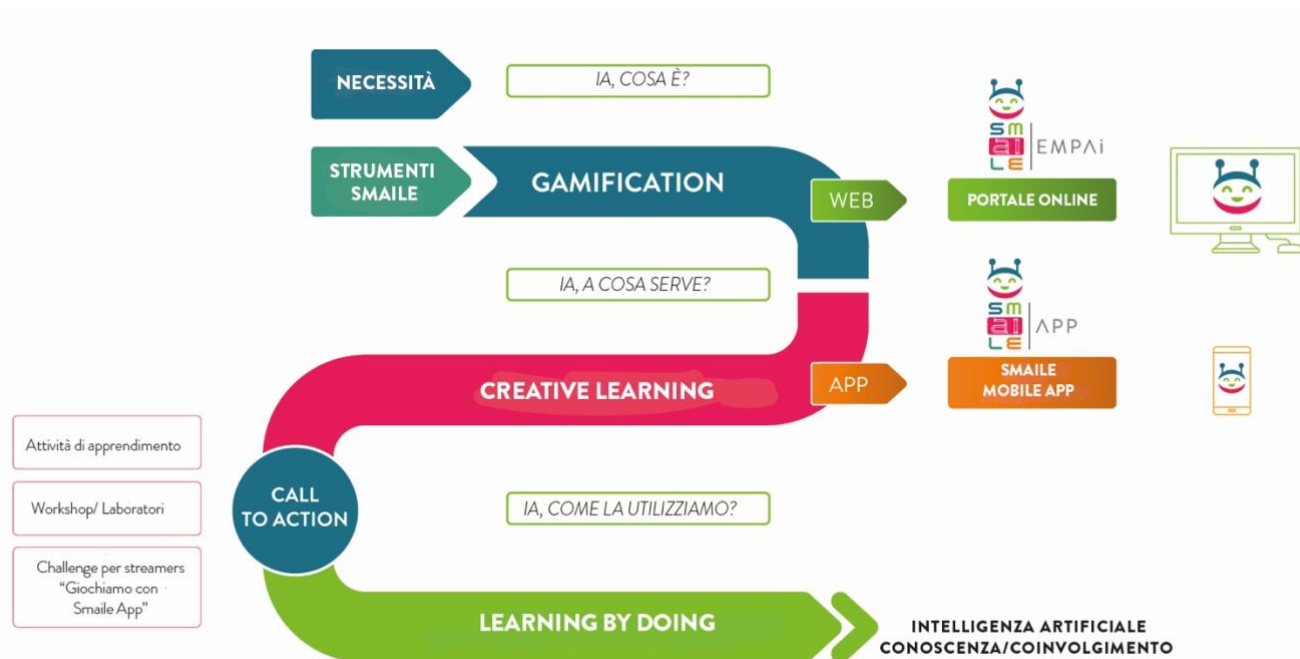 NECESSITÀ
IA, COSA È?
STRUMENTI
SMAILE
GAMIFICATION
WEB
SM
ai
LE
EMPAi
PORTALE ONLINE
IA, A COSA SERVE?
SM
ai
LE
APP
CREATIVE LEARNING
APP
SMAILE
MOBILE APP
Attività di apprendimento
Workshop/ Laboratori
Challenge per streamers
“Giochiamo con
Smaile App”
CALL
TO ACTION
IA, COME LA UTILIZZIAMO?
LEARNING BY DOING
INTELLIGENZA ARTIFICIALE
CONOSCENZA/COINVOLGIMENTO